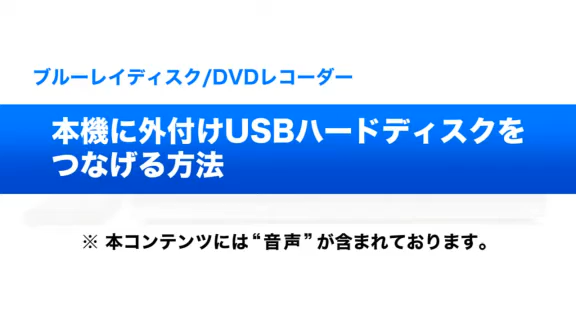 ブルーレイディスク/DVDレコーダー
本機に外付けUSBハードディスクを
つなげる方法
※ 本コンテンツには“音声”が含まれております。